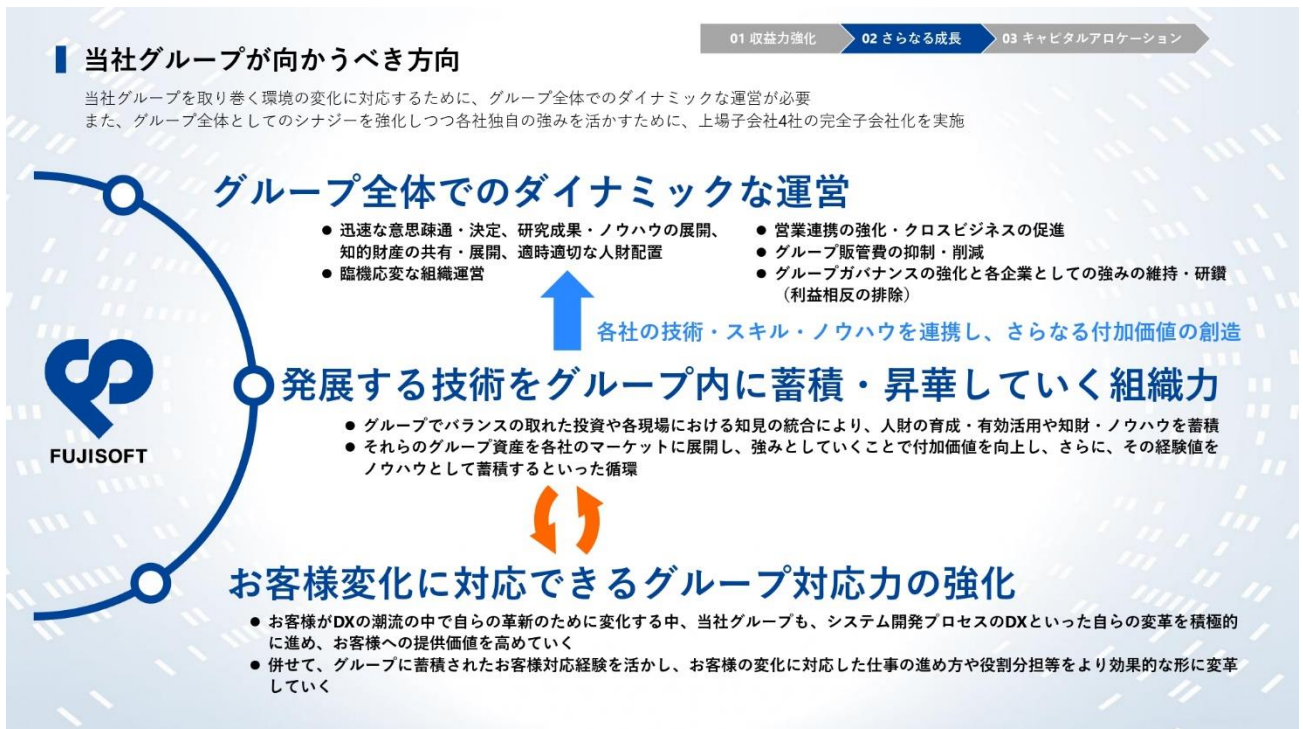 01 収益力強化
02 さらなる成長
03 キャピタルアロケーション
当社グループが向かうべき方向
当社グループを取り巻く環境の変化に対応するために、グループ全体でのダイナミックな運営が必要
また、グループ全体としてのシナジーを強化しつつ各社独自の強みを活かすために、上場子会社4社の完全子会社化を実施
グループ全体でのダイナミックな運営
● 迅速な意思疎通・決定、研究成果・ノウハウの展開、
知的財産の共有・展開、適時適切な人財配置
● 臨機応変な組織運営
● 営業連携の強化・クロスビジネスの促進
● グループ販管費の抑制・削減
● グループガバナンスの強化と各企業としての強みの維持・研鑽
（利益相反の排除）
各社の技術・スキル・ノウハウを連携し、さらなる付加価値の創造
FUJISOFT
発展する技術をグループ内に蓄積・昇華していく組織力
● グループでバランスの取れた投資や各現場における知見の統合により、人財の育成・有効活用や知財・ノウハウを蓄積
● それらのグループ資産を各社のマーケットに展開し、強みとしていくことで付加価値を向上し、さらに、その経験値を
ノウハウとして蓄積するといった循環
お客様変化に対応できるグループ対応力の強化
● お客様がDXの潮流の中で自らの革新のために変化する中、当社グループも、システム開発プロセスのDXといった自らの変革を積極的
に進め、お客様への提供価値を高めていく
● 併せて、グループに蓄積されたお客様対応経験を活かし、お客様の変化に対応した仕事の進め方や役割分担等をより効果的な形に変革
していく